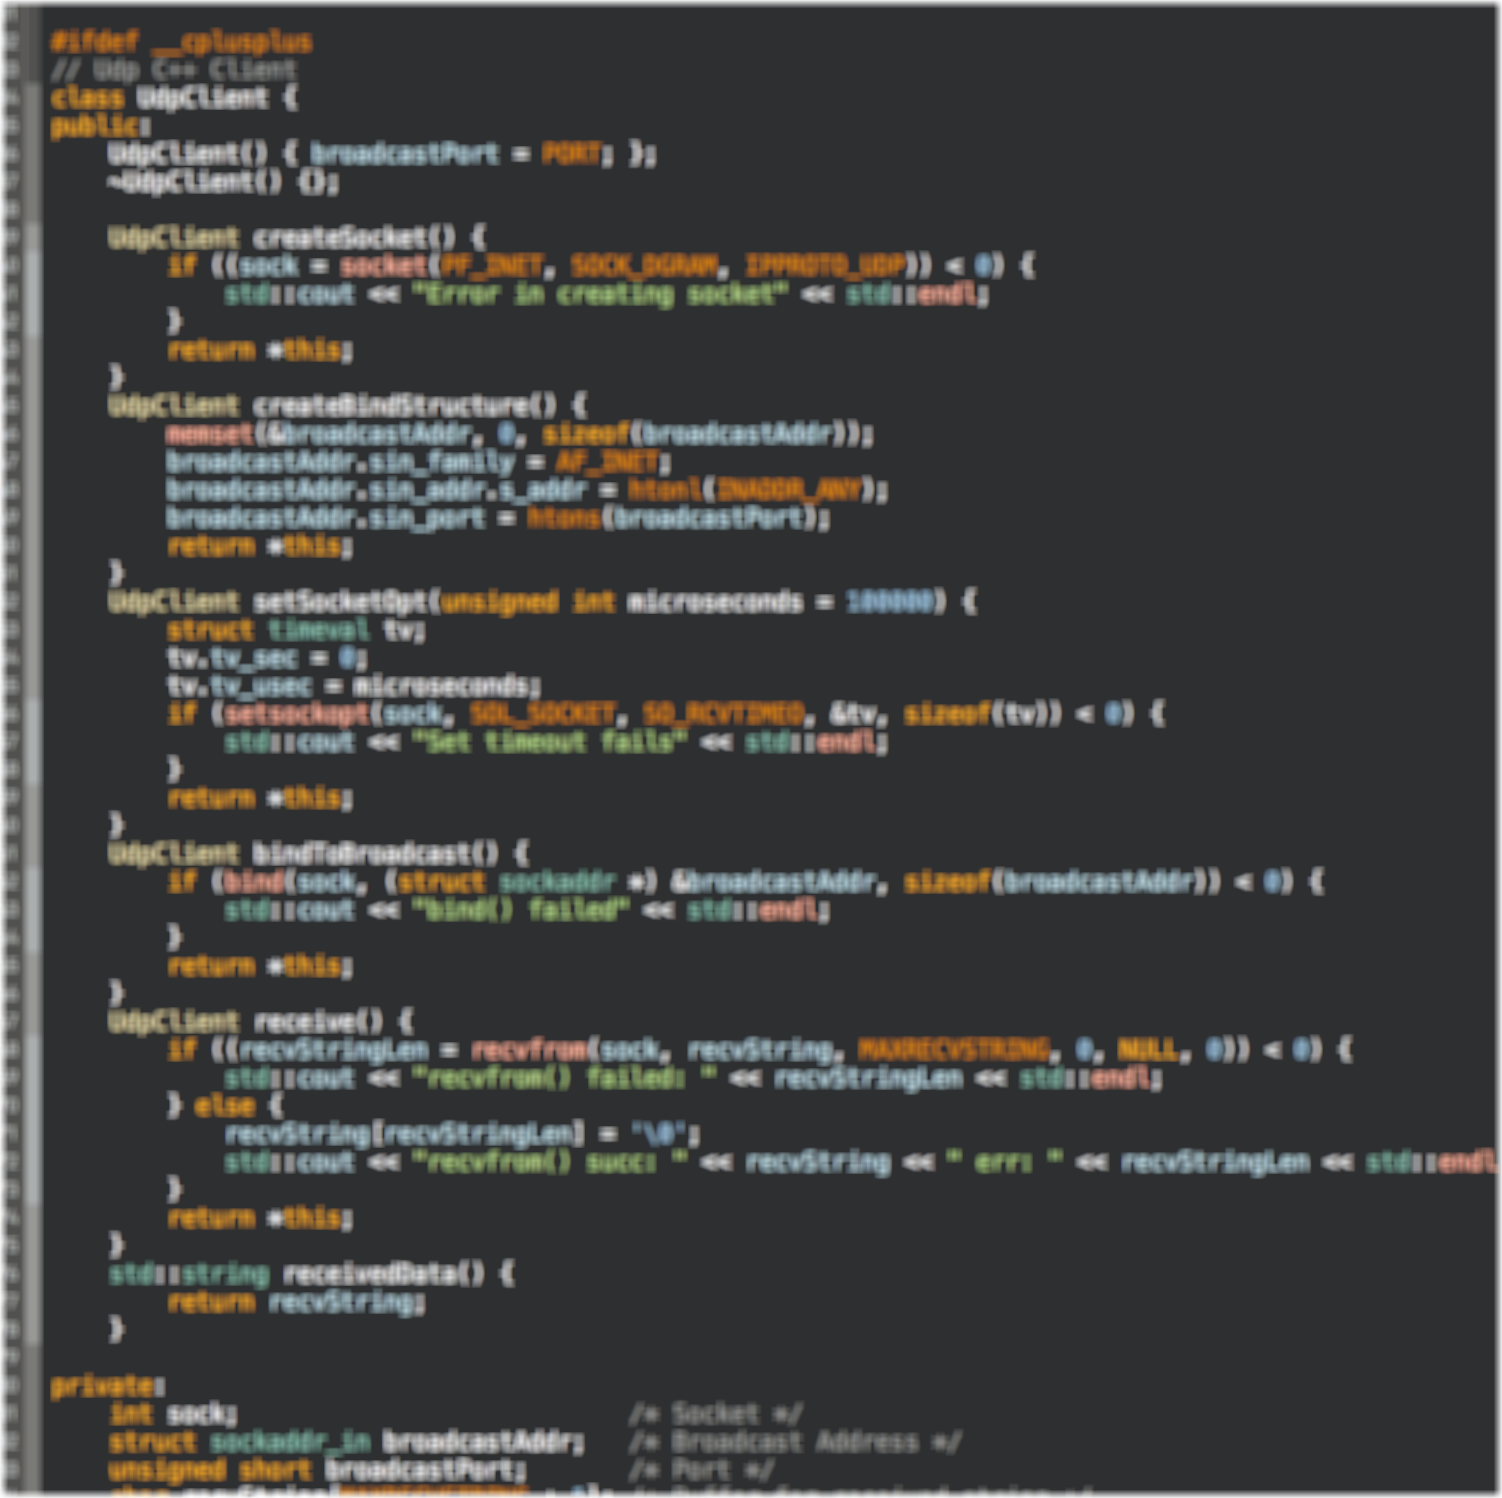 #ifdef __cplusplus
// Udp C++ Client
class UdpClient {
public:
    UdpClient() { broadcastPort = PORT; };
    ~UdpClient() {};

    UdpClient createSocket() {
        if ((sock = socket(PF_INET, SOCK_DGRAM, IPPROTO_UDP)) < 0) {
            std::cout << "Error in creating socket" << std::endl;
        }
        return *this;
    }
    UdpClient createBindStructure() {
        memset(&broadcastAddr, 0, sizeof(broadcastAddr));
        broadcastAddr.sin_family = AF_INET;
        broadcastAddr.sin_addr.s_addr = htonl(INADDR_ANY);
        broadcastAddr.sin_port = htons(broadcastPort);
        return *this;
    }
    UdpClient setSocketOpt(unsigned int microseconds = 100000) {
        struct timeval tv;
        tv.tv_sec = 0;
        tv.tv_usec = microseconds;
        if (setsockopt(sock, SOL_SOCKET, SO_RCVTIMEO, &tv, sizeof(tv)) < 0) {
            std::cout << "Set timeout fails" << std::endl;
        }
        return *this;
    }
    UdpClient bindToBroadcast() {
        if (bind(sock, (struct sockaddr *) &broadcastAddr, sizeof(broadcastAddr)) < 0) {
            std::cout << "bind() failed" << std::endl;
        }
        return *this;
    }
    UdpClient receive() {
        if ((recvStringLen = recvfrom(sock, recvString, MAXRECVSTRING, 0, NULL, 0)) < 0) {
            std::cout << "recvfrom() failed: " << recvStringLen << std::endl;
        } else {
            recvString[recvStringLen] = '\0';
            std::cout << "recvfrom() succ: " << recvString << " err: " << recvStringLen << std::endl
        }
        return *this;
    }
    std::string receivedData() {
        return recvString;
    }

private:
    int sock;                           /* Socket */
    struct sockaddr_in broadcastAddr;   /* Broadcast Address */
    unsigned short broadcastPort;       /* Port */